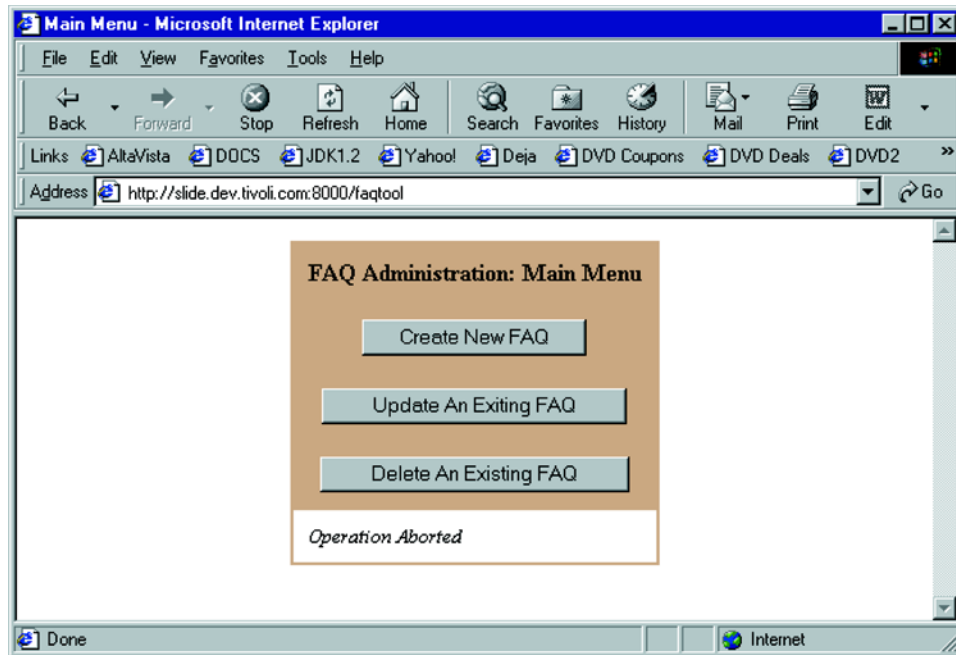 Main Menu - Microsoft Internet Explorer
File Edit View Favorites Tools Help
Back Forward Stop Refresh Home Search Favorites History Mail Print Edit
Links AltaVista DOCS JDK1.2 Yahoo! Deja DVD Coupons DVD Deals DVD2 »
Address http://slide.dev.tivoli.com:8000/faqtool Go
FAQ Administration: Main Menu
Create New FAQ
Update An Exiting FAQ
Delete An Existing FAQ
Operation Aborted
Done Internet